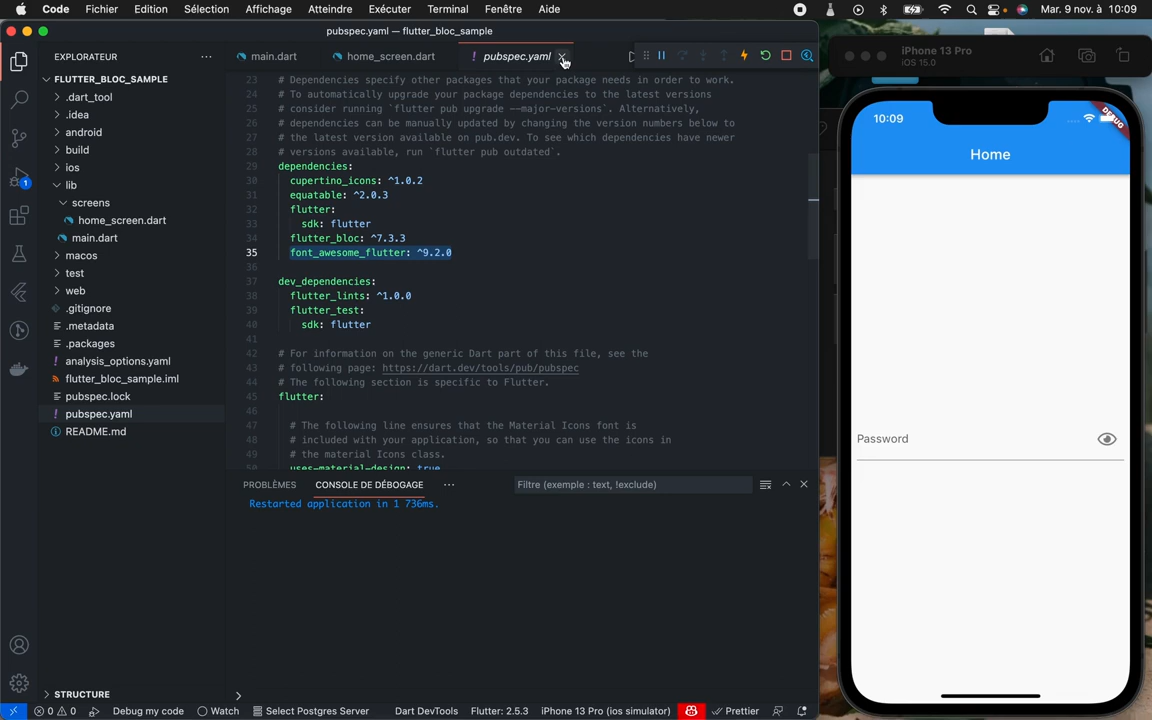 Code Fichier Edition Sélection Affichage Atteindre Exécuter Terminal Fenêtre Aide Mar. 9 nov. à 10:09
pubspec.yaml — flutter_bloc_sample
EXPLORATEUR
FLUTTER_BLOC_SAMPLE
.dart_tool
.idea
android
build
ios
lib
screens
home_screen.dart
main.dart
macos
test
web
.gitignore
.metadata
.packages
analysis_options.yaml
flutter_bloc_sample.iml
pubspec.lock
pubspec.yaml
README.md
STRUCTURE
1
main.dart home_screen.dart pubspec.yaml
23 # Dependencies specify other packages that your package needs in order to work.
24 # To automatically upgrade your package dependencies to the latest versions
25 # consider running `flutter pub upgrade --major-versions`. Alternatively,
26 # dependencies can be manually updated by changing the version numbers below to
27 # the latest version available on pub.dev. To see which dependencies have newer
28 # versions available, run `flutter pub outdated`.
29 dependencies:
30 cupertino_icons: ^1.0.2
31 equatable: ^2.0.3
32 flutter:
33 sdk: flutter
34 flutter_bloc: ^7.3.3
35 font_awesome_flutter: ^9.2.0
36
37 dev_dependencies:
38 flutter_lints: ^1.0.0
39 flutter_test:
40 sdk: flutter
41
42 # For information on the generic Dart part of this file, see the
43 # following page: https://dart.dev/tools/pub/pubspec
44 # The following section is specific to Flutter.
45 flutter:
46
47 # The following line ensures that the Material Icons font is
48 # included with your application, so that you can use the icons in
49 # the material Icons class.
50 uses-material-design: true
PROBLÈMES CONSOLE DE DÉBOGAGE Filtre (exemple : text, !exclude)
Restarted application in 1 736ms.
0 0 Debug my code Watch Select Postgres Server Dart DevTools Flutter: 2.5.3 iPhone 13 Pro (ios simulator) Prettier
iPhone 13 Pro
iOS 15.0
10:09
DEBUG
Home
Password